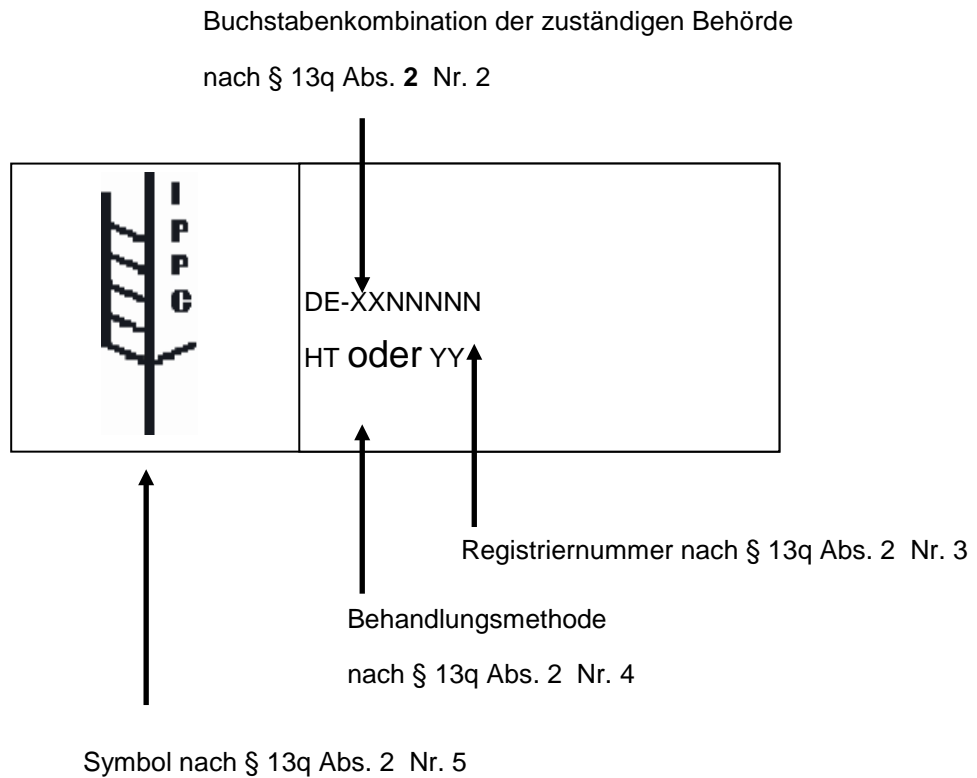 Buchstabenkombination der zuständigen Behörde
nach § 13q Abs. 2 Nr. 2
I
P
P
C
DE-XXNNNNN
HT oder YY
Registriernummer nach § 13q Abs. 2 Nr. 3
Behandlungsmethode
nach § 13q Abs. 2 Nr. 4
Symbol nach § 13q Abs. 2 Nr. 5